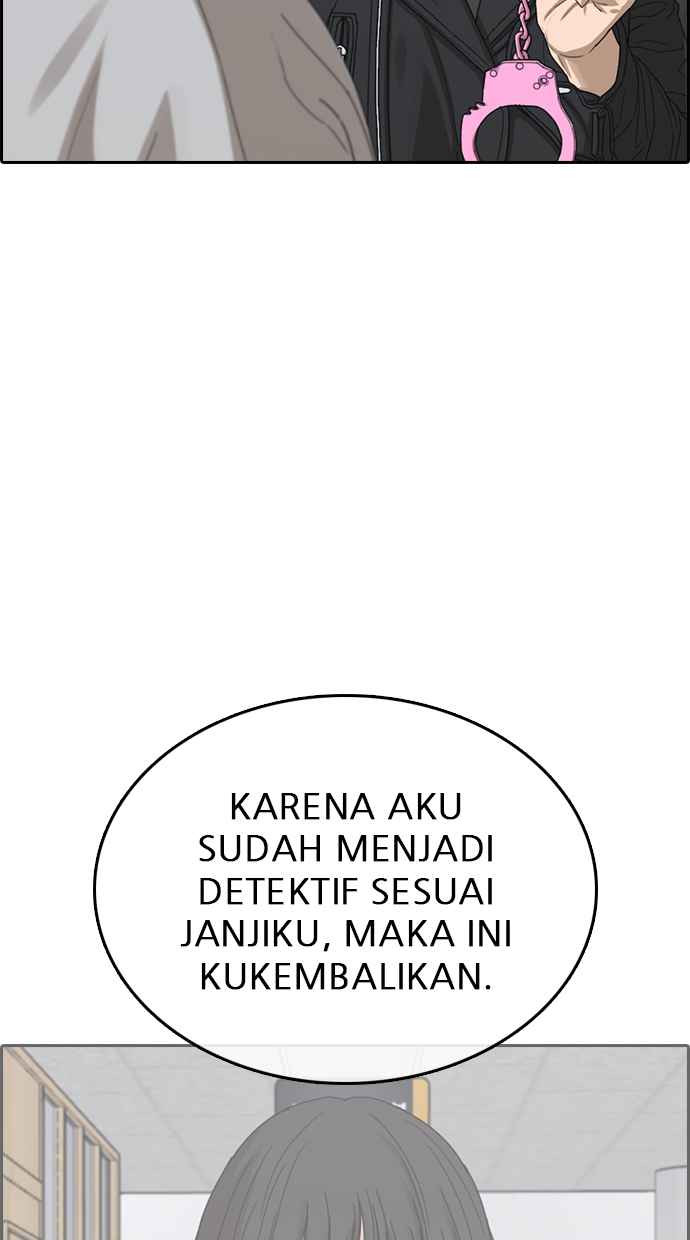 KARENA AKU
SUDAH MENJADI
DETEKTIF SESUAI
JANJIKU, MAKA INI
KUKEMBALIKAN.